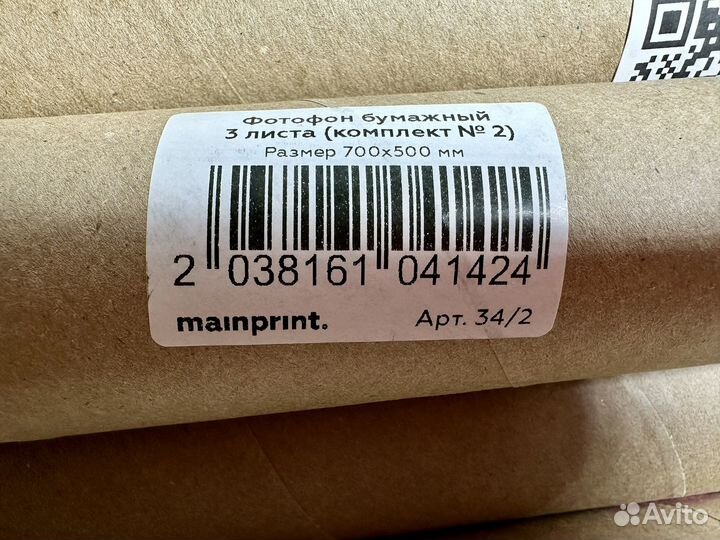 Фотофон бумажный
3 листа (комплект № 2)
Размер 700х500 мм
2 038161 041424
mainprint. Арт. 34/2
Avito